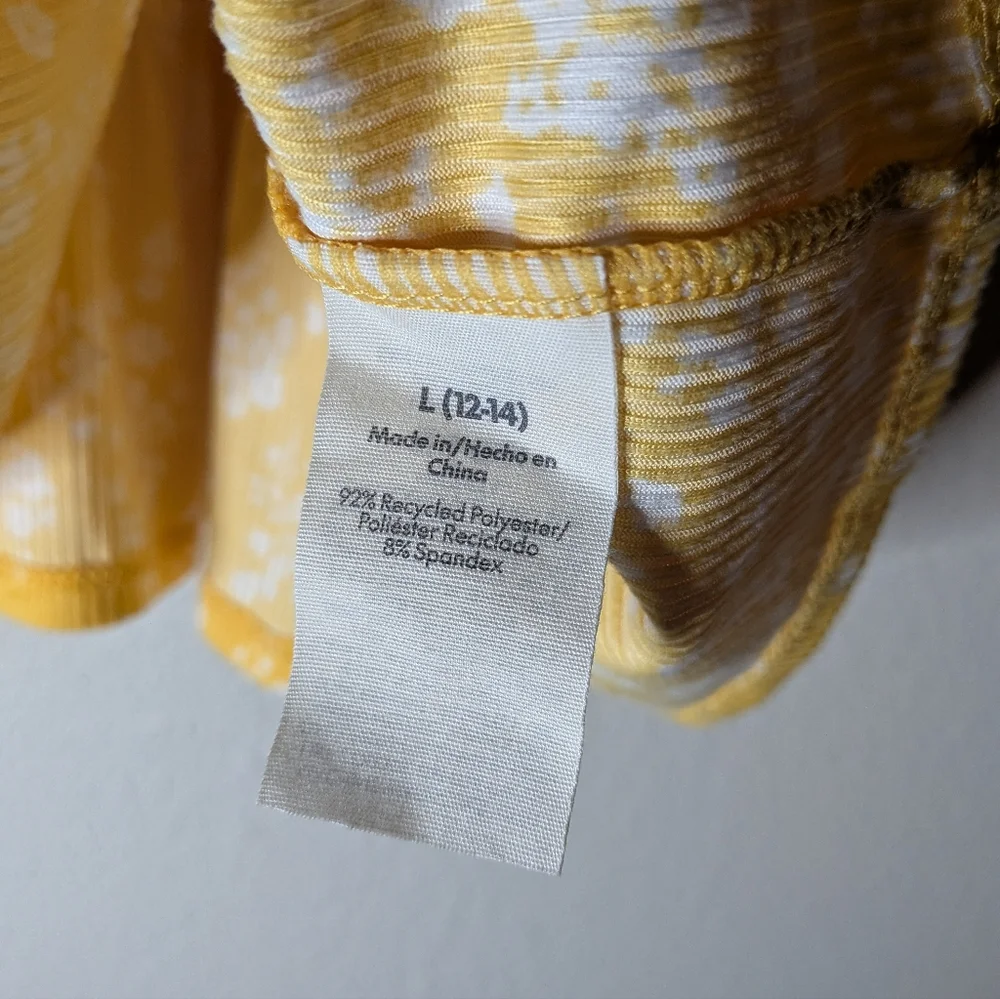 L (12-14)
Made in/Hecho en
China
92% Recycled Polyester/
Poliéster Reciclado
8% Spandex